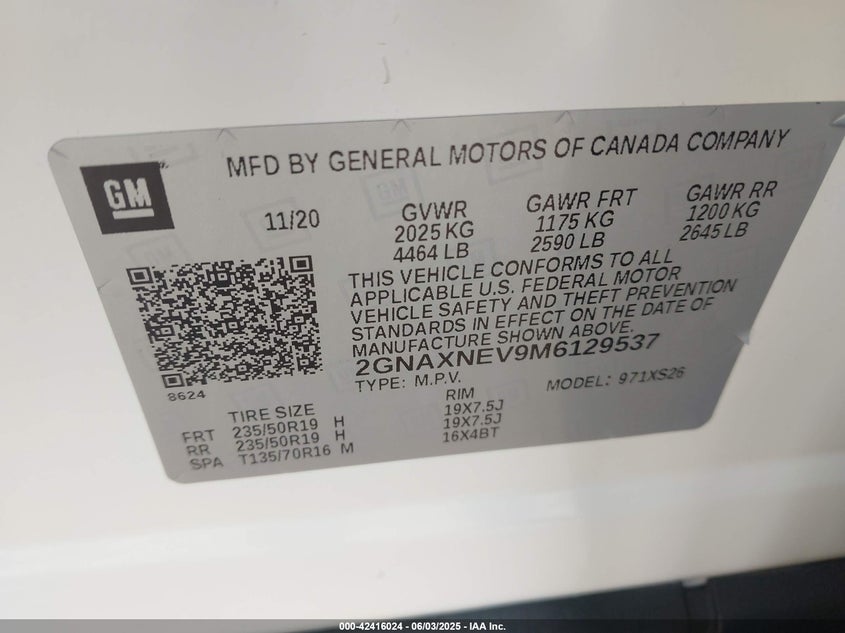 GM
MFD BY GENERAL MOTORS OF CANADA COMPANY
11/20
GVWR
2025 KG
4464 LB
GAWR FRT
1175 KG
2590 LB
GAWR RR
1200 KG
2645 LB
THIS VEHICLE CONFORMS TO ALL
APPLICABLE U.S. FEDERAL MOTOR
VEHICLE SAFETY AND THEFT PREVENTION
STANDARDS IN EFFECT ON THE DATE OF
MANUFACTURE SHOWN ABOVE.
2GNAXNEV9M6129537
TYPE: M.P.V.
MODEL: 971XS26
8624
TIRE SIZE RIM
FRT 235/50R19 H 19X7.5J
RR 235/50R19 H 19X7.5J
SPA T135/70R16 M 16X4BT
000-42416024 | 06/03/2025 - IAA Inc.